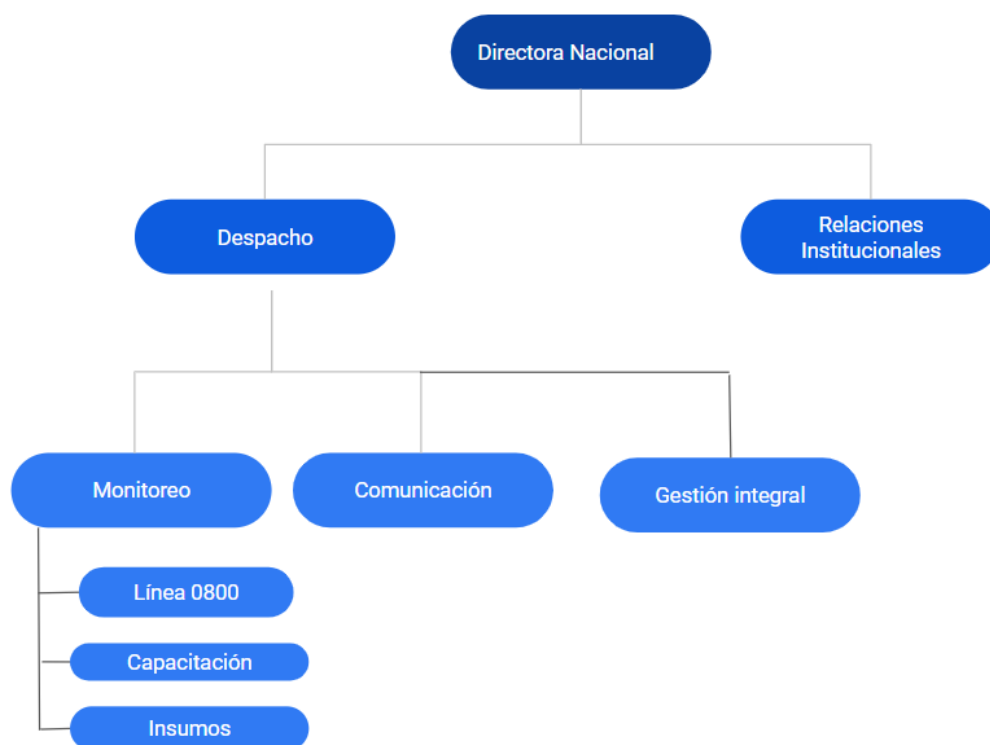 Directora Nacional
Despacho
Relaciones
Institucionales
Monitoreo
Comunicación
Gestión integral
Línea 0800
Capacitación
Insumos